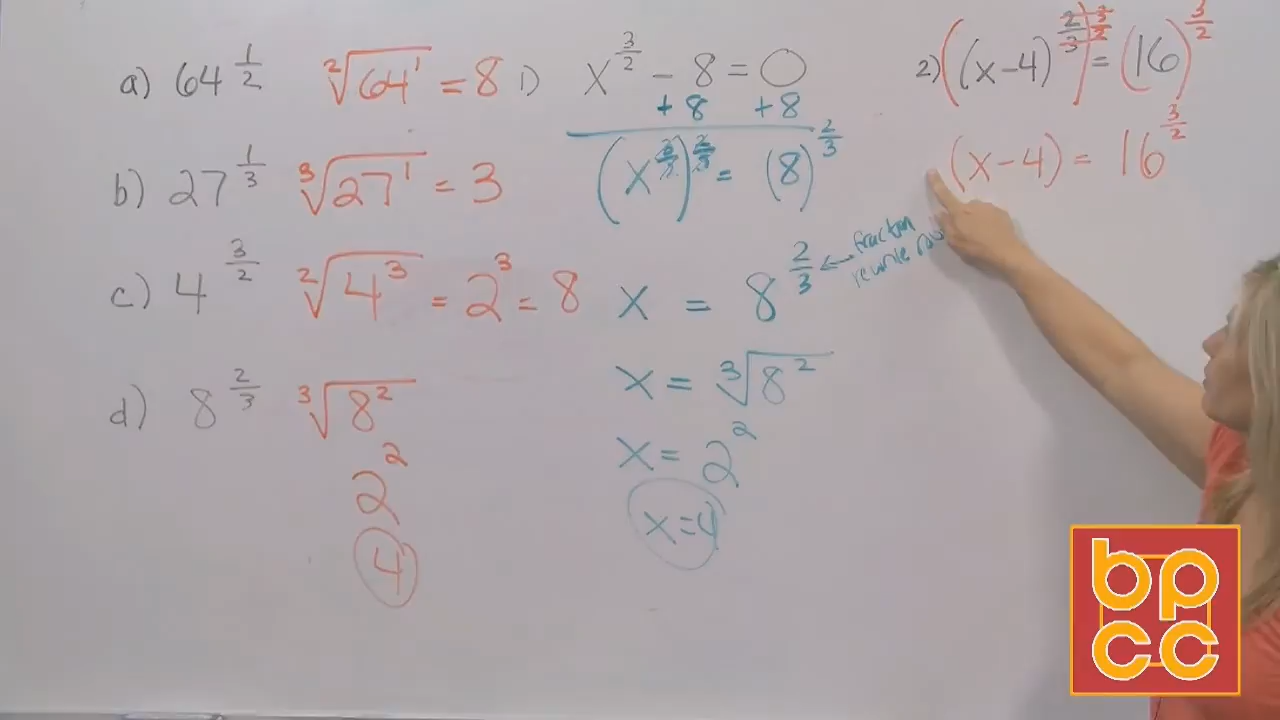 a) 64^(1/2) ²√64¹ = 8
b) 27^(1/3) ³√27¹ = 3
c) 4^(3/2) ²√4³ = 2³ = 8
d) 8^(2/3) ³√8²
2²
4
1) x^(3/2) - 8 = 0
+ 8 + 8
(x^(3/2))^(2/3) = (8)^(2/3)
x = 8^(2/3) ← fraction
x = ³√8²
x = 2²
x = 4
2) ((x-4)^(2/3))^(3/2) = (16)^(3/2)
(x-4) = 16^(3/2)
bp
cc